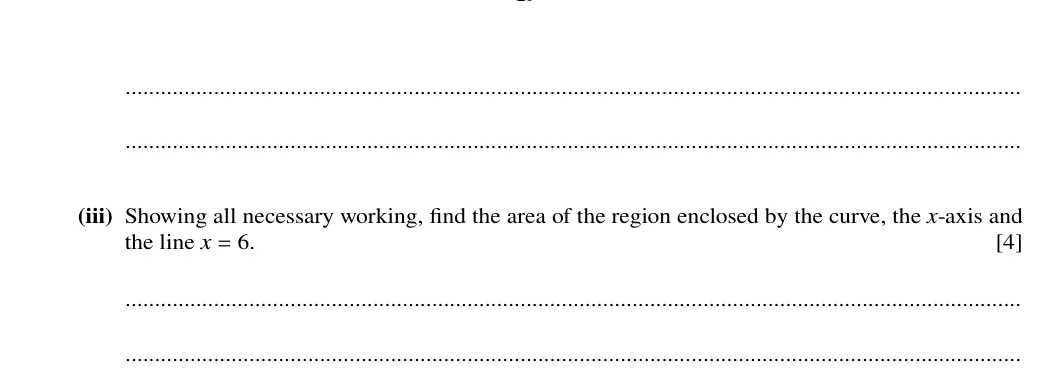 (iii) Showing all necessary working, find the area of the region enclosed by the curve, the x-axis and
the line x = 6. [4]